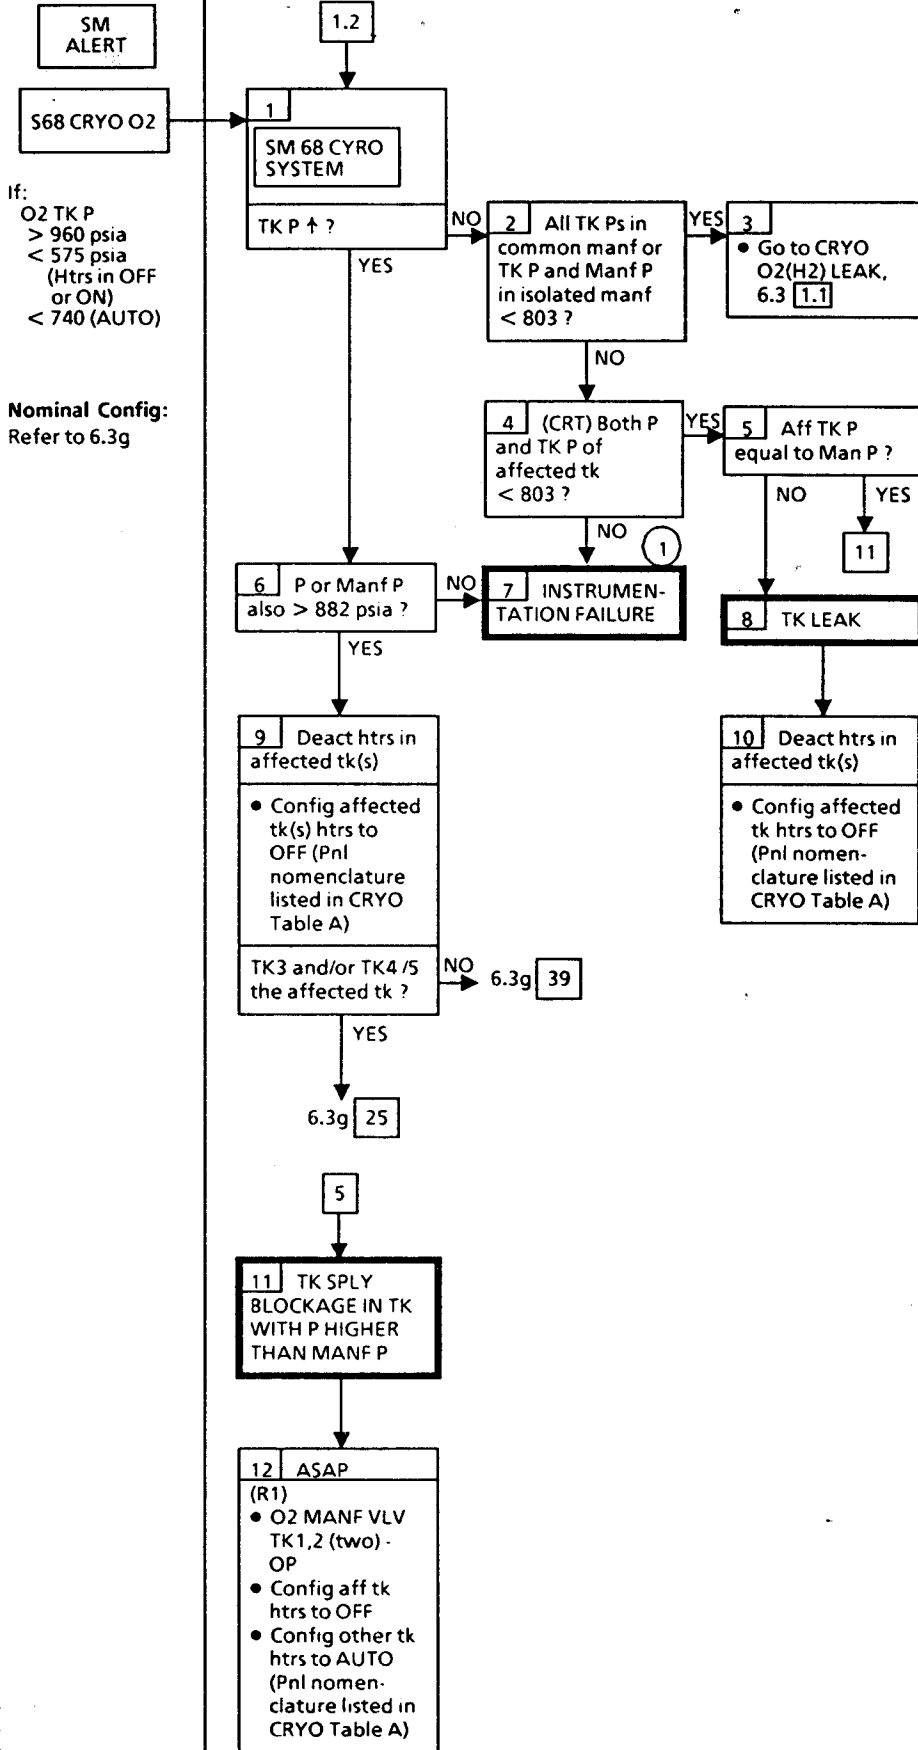 SM
ALERT
1.2
S68 CRYO O2
1
SM 68 CYRO
SYSTEM
TK P ↑ ?
If:
O2 TK P
> 960 psia
< 575 psia
(Htrs in OFF
or ON)
< 740 (AUTO)
Nominal Config:
Refer to 6.3g
NO
YES
2 All TK Ps in
common manf or
TK P and Manf P
in isolated manf
< 803 ?
YES
3
• Go to CRYO
O2(H2) LEAK,
6.3 1.1
NO
4 (CRT) Both P
and TK P of
affected tk
< 803 ?
YES
5 Aff TK P
equal to Man P ?
NO
YES
11
NO
1
6 P or Manf P
also > 882 psia ?
NO
7 INSTRUMEN-
TATION FAILURE
8 TK LEAK
YES
9 Deact htrs in
affected tk(s)
• Config affected
tk(s) htrs to
OFF (Pnl
nomenclature
listed in CRYO
Table A)
TK3 and/or TK4 /5
the affected tk ?
NO
6.3g 39
YES
6.3g 25
10 Deact htrs in
affected tk(s)
• Config affected
tk htrs to OFF
(Pnl nomen-
clature listed in
CRYO Table A)
5
11 TK SPLY
BLOCKAGE IN TK
WITH P HIGHER
THAN MANF P
12 ASAP
(R1)
• O2 MANF VLV
TK1,2 (two) -
OP
• Config aff tk
htrs to OFF
• Config other tk
htrs to AUTO
(Pnl nomen-
clature listed in
CRYO Table A)